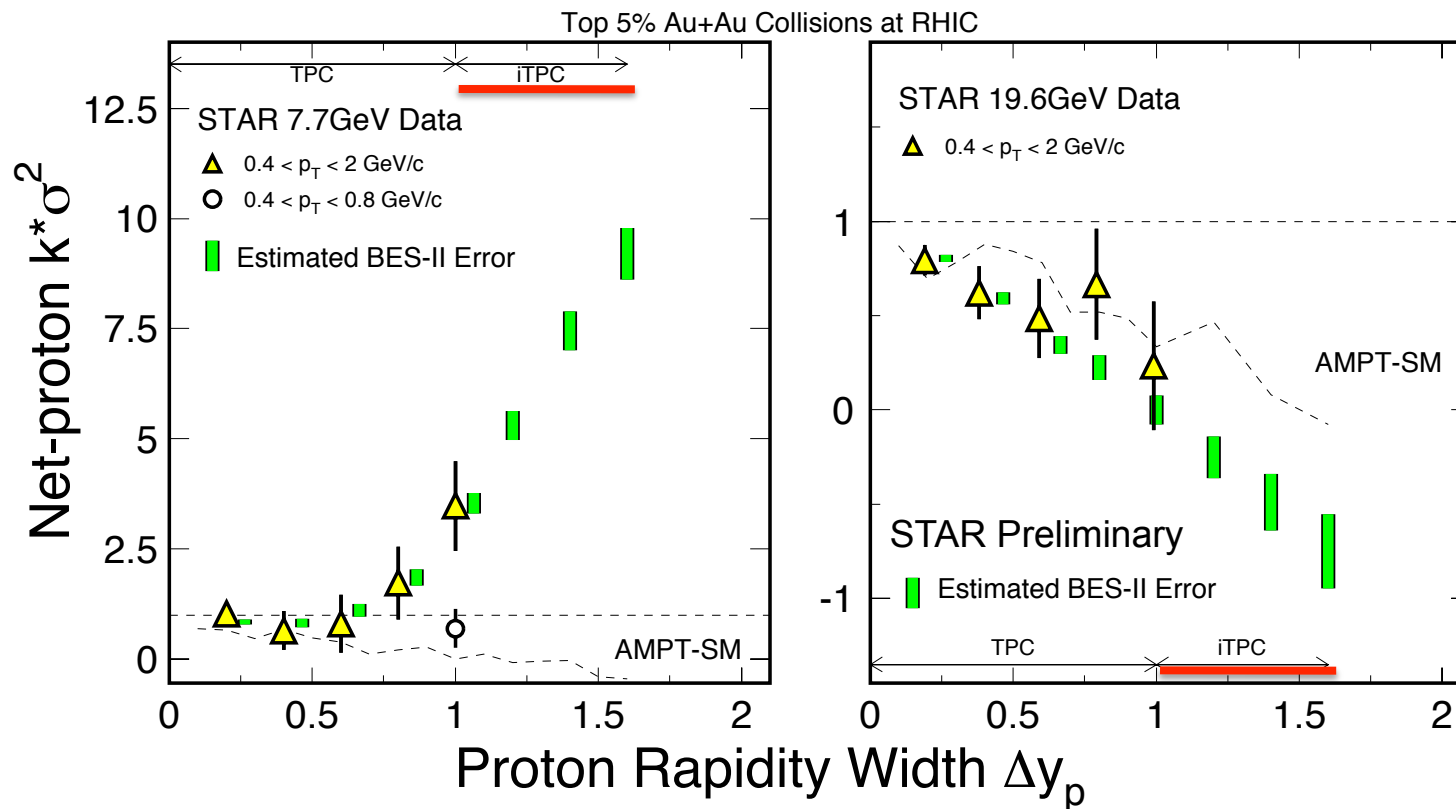 Top 5% Au+Au Collisions at RHIC
Net-proton k*σ²
12.5
10
7.5
5
2.5
0
TPC
iTPC
STAR 7.7GeV Data
0.4 < p_T < 2 GeV/c
0.4 < p_T < 0.8 GeV/c
Estimated BES-II Error
AMPT-SM
0 0.5 1 1.5 2
1
0
-1
STAR 19.6GeV Data
0.4 < p_T < 2 GeV/c
AMPT-SM
STAR Preliminary
Estimated BES-II Error
TPC
iTPC
0 0.5 1 1.5 2
Proton Rapidity Width Δy_p